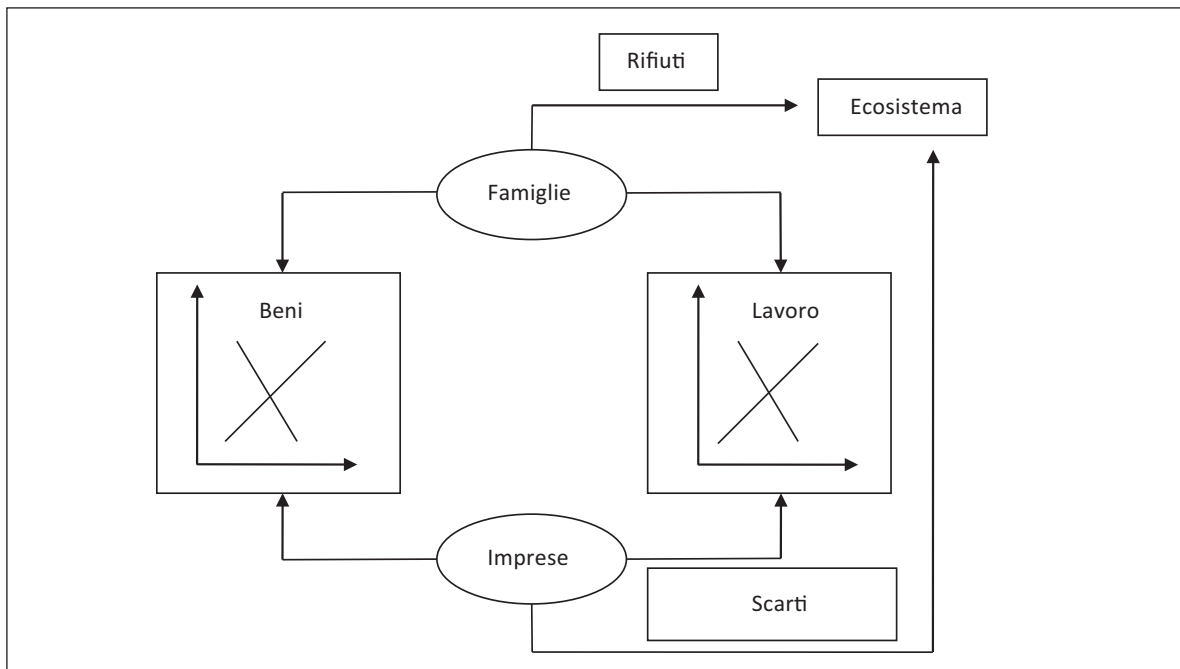 Rifiuti
Ecosistema
Famiglie
Beni
Lavoro
Imprese
Scarti